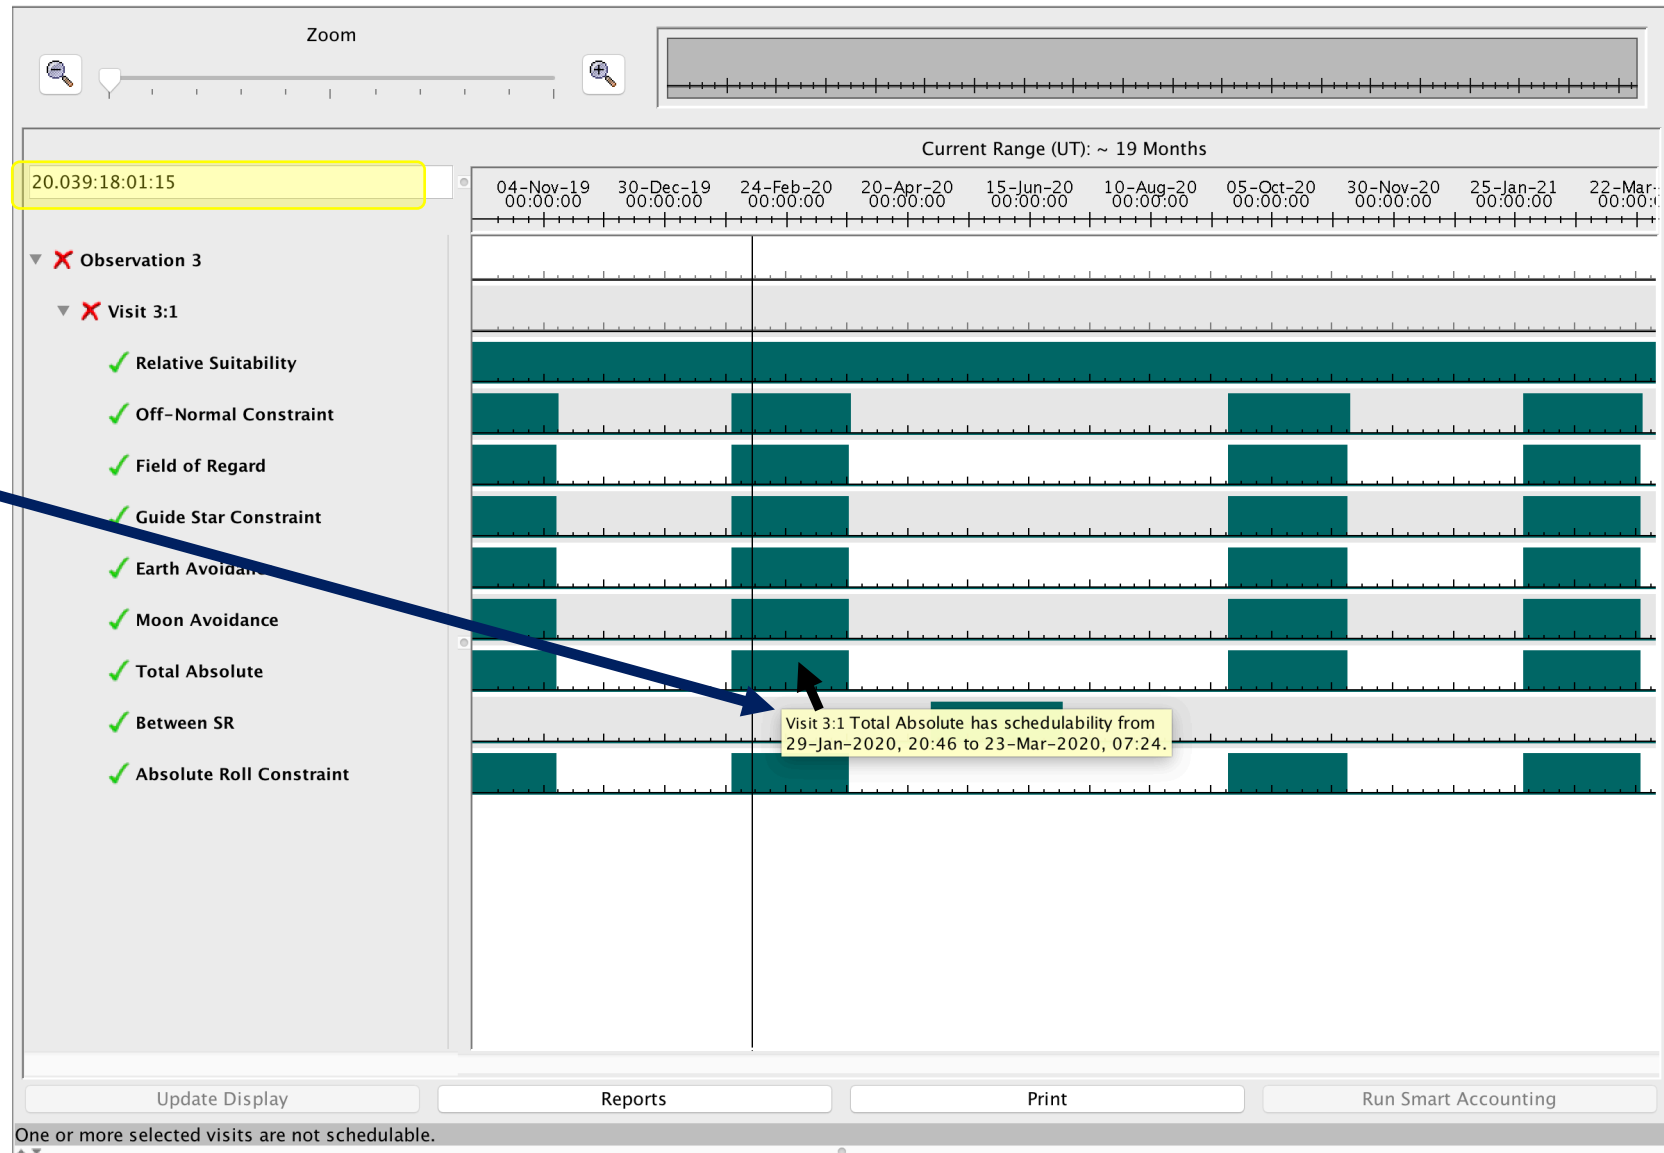 Zoom
Current Range (UT): ~ 19 Months
20.039:18:01:15
04-Nov-19 30-Dec-19 24-Feb-20 20-Apr-20 15-Jun-20 10-Aug-20 05-Oct-20 30-Nov-20 25-Jan-21 22-Mar-
00:00:00 00:00:00 00:00:00 00:00:00 00:00:00 00:00:00 00:00:00 00:00:00 00:00:00 00:00:
Observation 3
Visit 3:1
Relative Suitability
Off-Normal Constraint
Field of Regard
Guide Star Constraint
Earth Avoidance
Moon Avoidance
Total Absolute
Between SR
Visit 3:1 Total Absolute has schedulability from
29-Jan-2020, 20:46 to 23-Mar-2020, 07:24.
Absolute Roll Constraint
Update Display
Reports
Print
Run Smart Accounting
One or more selected visits are not schedulable.